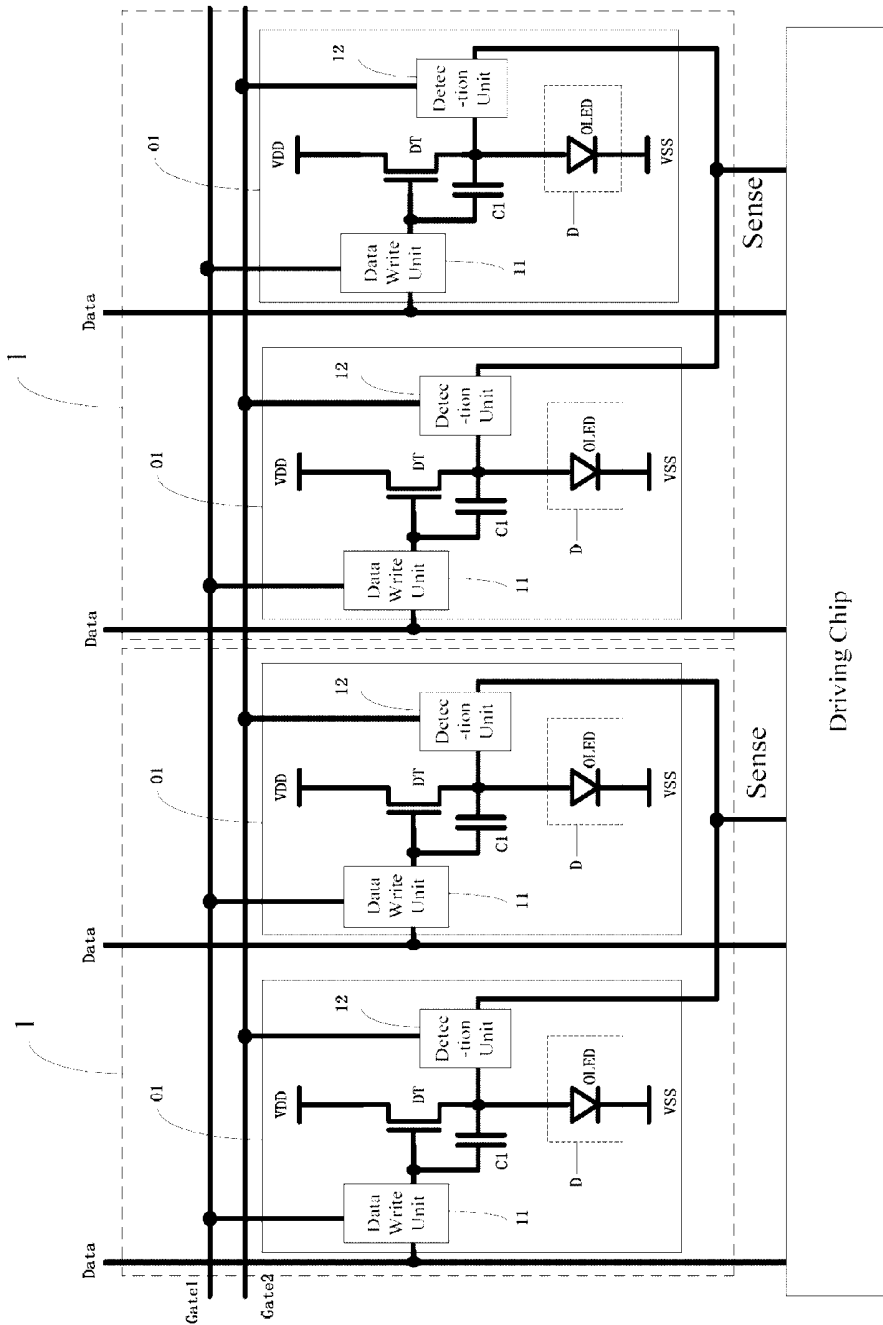 1
1
Data
Data
Data
Data
Gate1
Gate2
01
01
01
01
12
12
12
12
VDD
VDD
VDD
VDD
Detec
-tion
Unit
Detec
-tion
Unit
Detec
-tion
Unit
Detec
-tion
Unit
DT
DT
DT
DT
Data
Write
Unit
Data
Write
Unit
Data
Write
Unit
Data
Write
Unit
11
11
11
11
C1
C1
C1
C1
OLED
OLED
OLED
OLED
D
D
D
D
VSS
VSS
VSS
VSS
Sense
Sense
Driving Chip